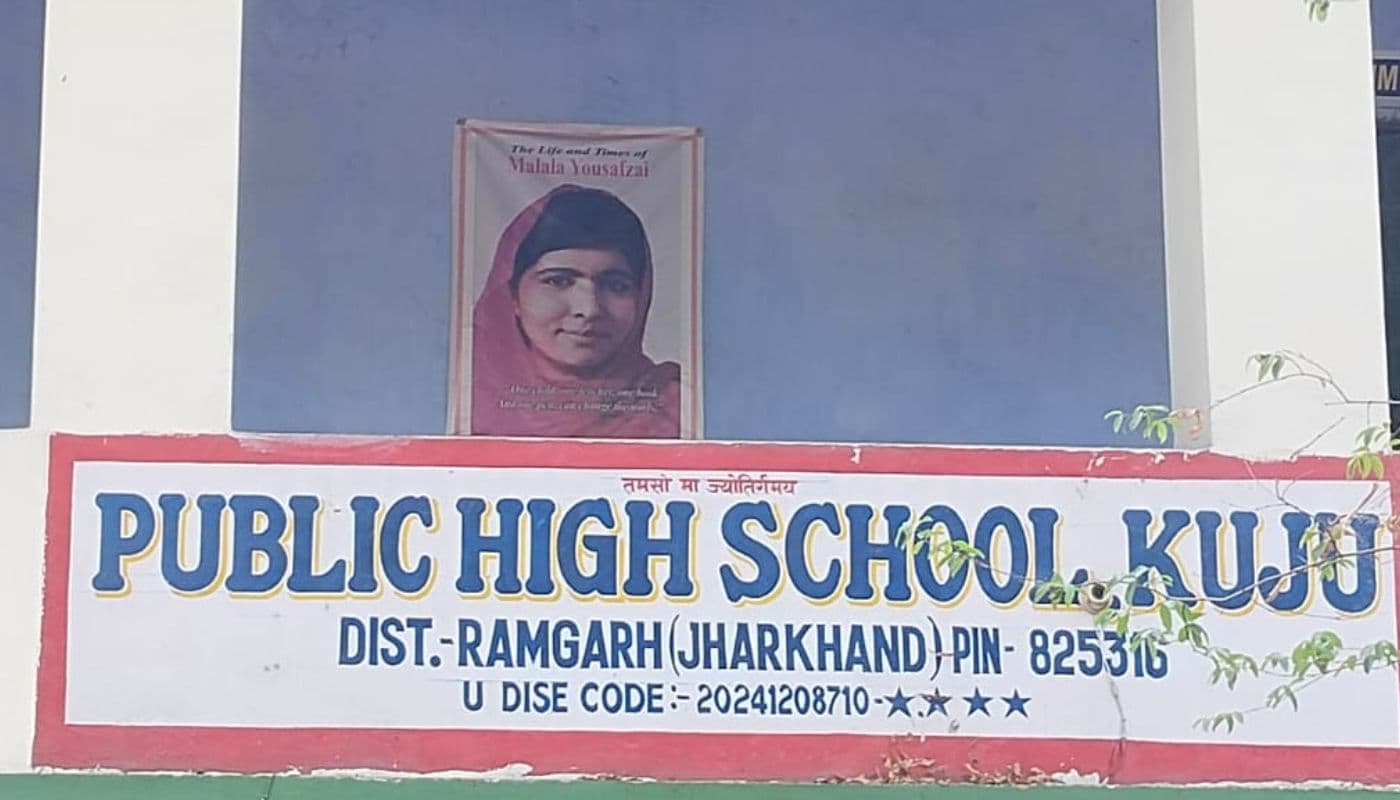 The Life and Times of
Malala Yousafzai
तमसो मा ज्योतिर्गमय
PUBLIC HIGH SCHOOL, KUJU
DIST.-RAMGARH (JHARKHAND) PIN- 825316
U DISE CODE:- 20241208710-★★★★